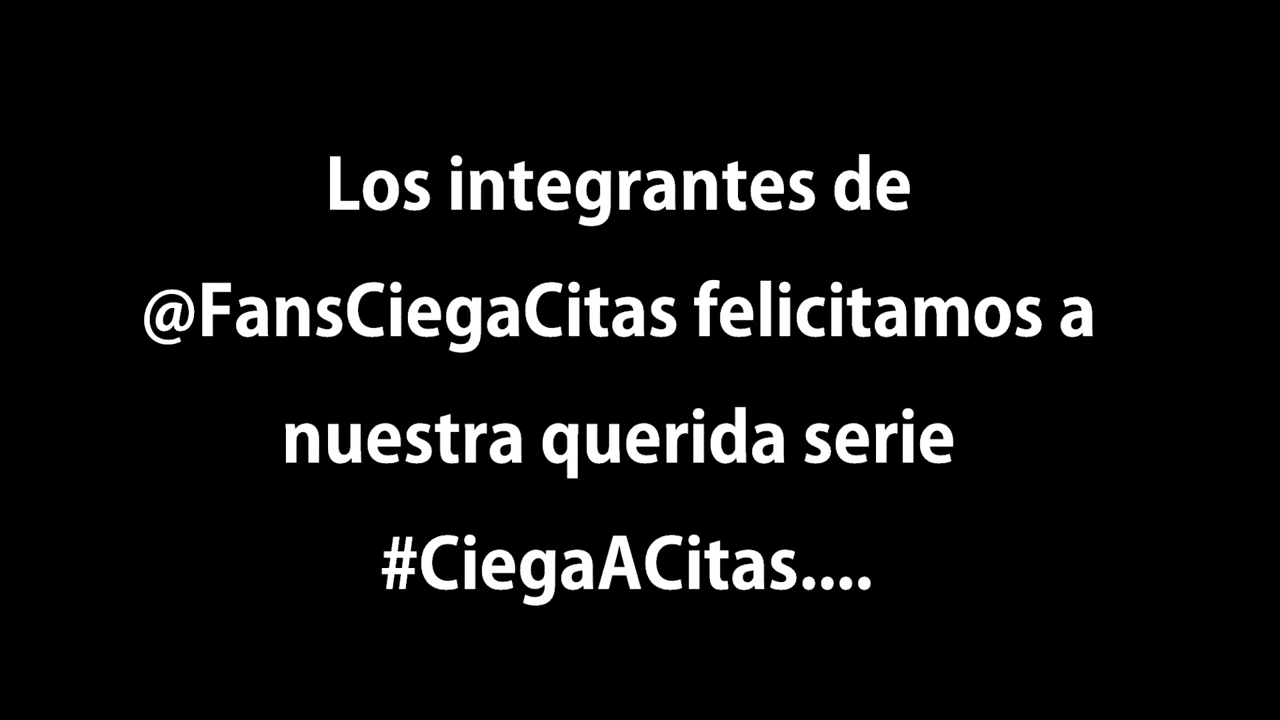 Los integrantes de
@FansCiegaCitas felicitamos a
nuestra querida serie
#CiegaACitas....